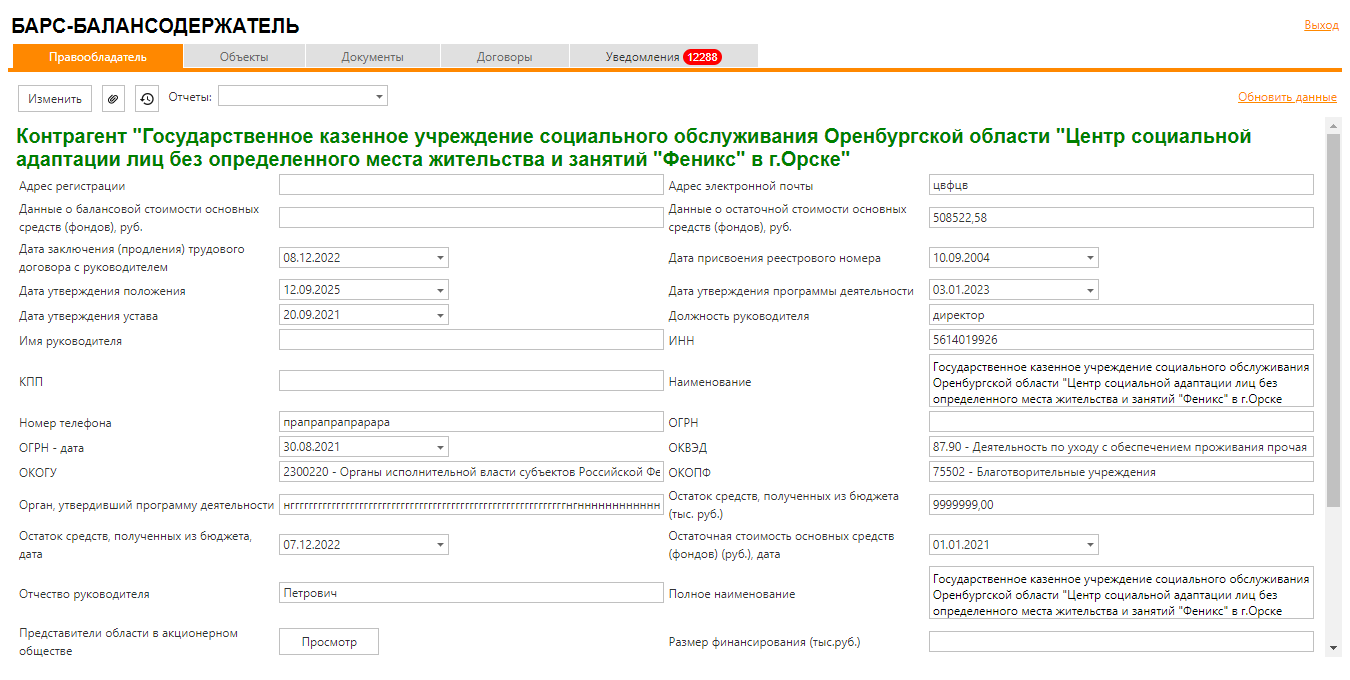 БАРС-БАЛАНСОДЕРЖАТЕЛЬ
Выход
Правообладатель
Объекты
Документы
Договоры
Уведомления 12288
Изменить
Отчеты:
Обновить данные
Контрагент "Государственное казенное учреждение социального обслуживания Оренбургской области "Центр социальной
адаптации лиц без определенного места жительства и занятий "Феникс" в г.Орске"
Адрес регистрации
Адрес электронной почты
цвфцв
Данные о балансовой стоимости основных
средств (фондов), руб.
Данные о остаточной стоимости основных
средств (фондов), руб.
508522,58
Дата заключения (продления) трудового
договора с руководителем
08.12.2022
Дата присвоения реестрового номера
10.09.2004
Дата утверждения положения
12.09.2025
Дата утверждения программы деятельности
03.01.2023
Дата утверждения устава
20.09.2021
Должность руководителя
директор
Имя руководителя
ИНН
5614019926
КПП
Наименование
Государственное казенное учреждение социального обслуживания
Оренбургской области "Центр социальной адаптации лиц без
определенного места жительства и занятий "Феникс" в г.Орске
Номер телефона
прапрапрапрарара
ОГРН
ОГРН - дата
30.08.2021
ОКВЭД
87.90 - Деятельность по уходу с обеспечением проживания прочая
ОКОГУ
2300220 - Органы исполнительной власти субъектов Российской Фе
ОКОПФ
75502 - Благотворительные учреждения
Орган, утвердивший программу деятельности
Остаток средств, полученных из бюджета
(тыс. руб.)
9999999,00
Остаток средств, полученных из бюджета,
дата
07.12.2022
Остаточная стоимость основных средств
(фондов) (руб.), дата
01.01.2021
Отчество руководителя
Петрович
Полное наименование
Государственное казенное учреждение социального обслуживания
Оренбургской области "Центр социальной адаптации лиц без
определенного места жительства и занятий "Феникс" в г.Орске
Представители области в акционерном
обществе
Просмотр
Размер финансирования (тыс.руб.)